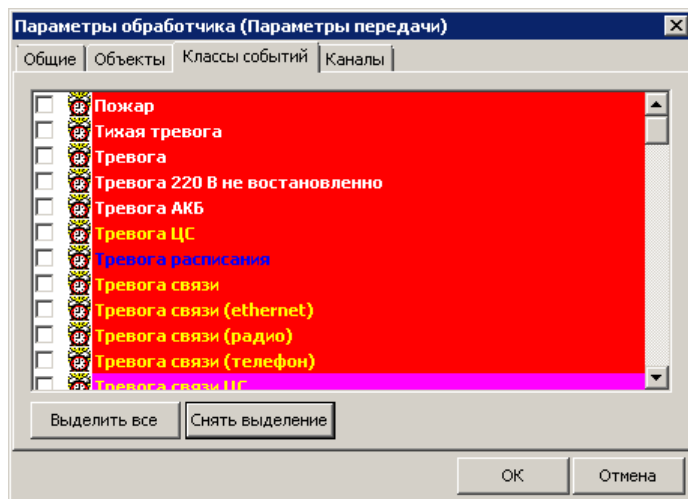 Параметры обработчика (Параметры передачи)
Общие Объекты Классы событий Каналы
Пожар
Тихая тревога
Тревога
Тревога 220 В не востановленно
Тревога АКБ
Тревога ЦС
Тревога расписания
Тревога связи
Тревога связи (ethernet)
Тревога связи (радио)
Тревога связи (телефон)
Тревога связи ЦС
Выделить все Снять выделение
ОК Отмена